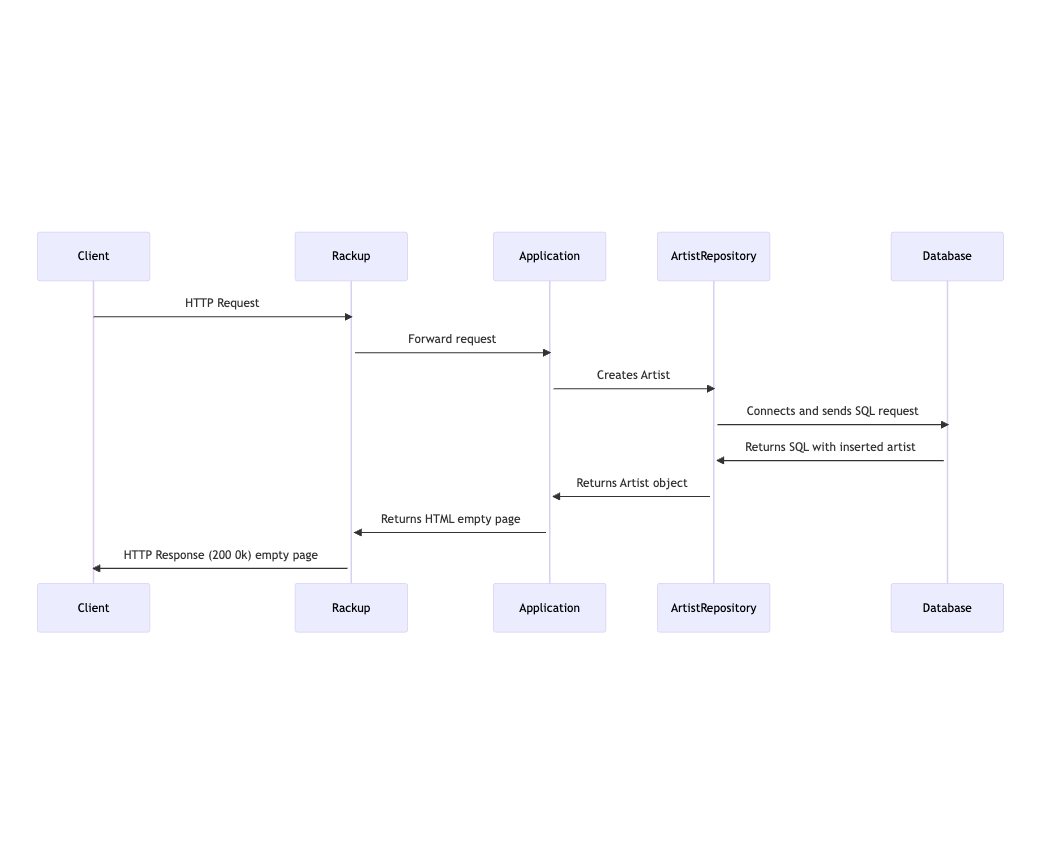 Client
Rackup
Application
ArtistRepository
Database
HTTP Request
Forward request
Creates Artist
Connects and sends SQL request
Returns SQL with inserted artist
Returns Artist object
Returns HTML empty page
HTTP Response (200 0k) empty page
Client
Rackup
Application
ArtistRepository
Database